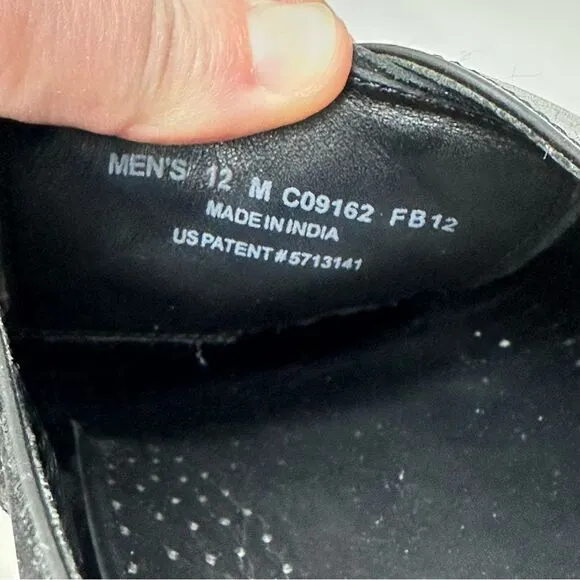 MEN'S 12 M C09162 FB12
MADE IN INDIA
US PATENT #5713141